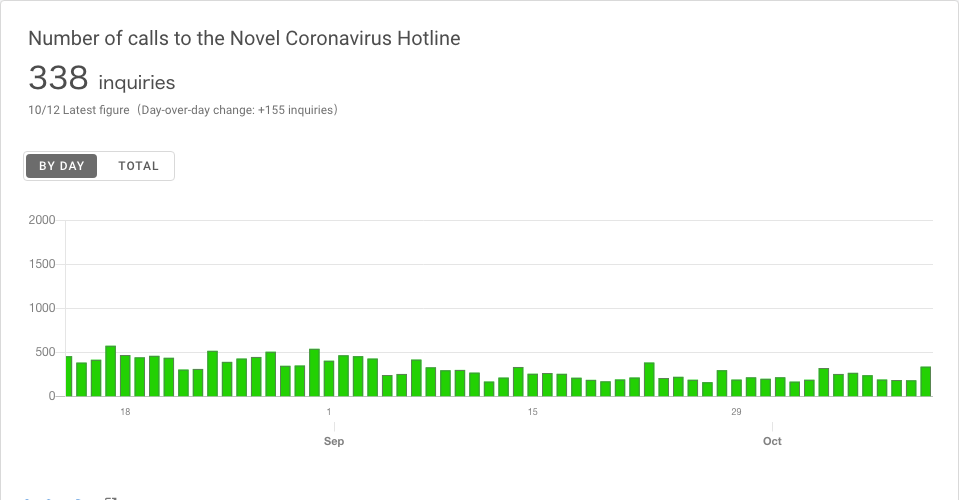 Number of calls to the Novel Coronavirus Hotline
338 inquiries
10/12 Latest figure（Day-over-day change: +155 inquiries）
BY DAY TOTAL
2000
1500
1000
500
0
18 1 15 29
Sep Oct